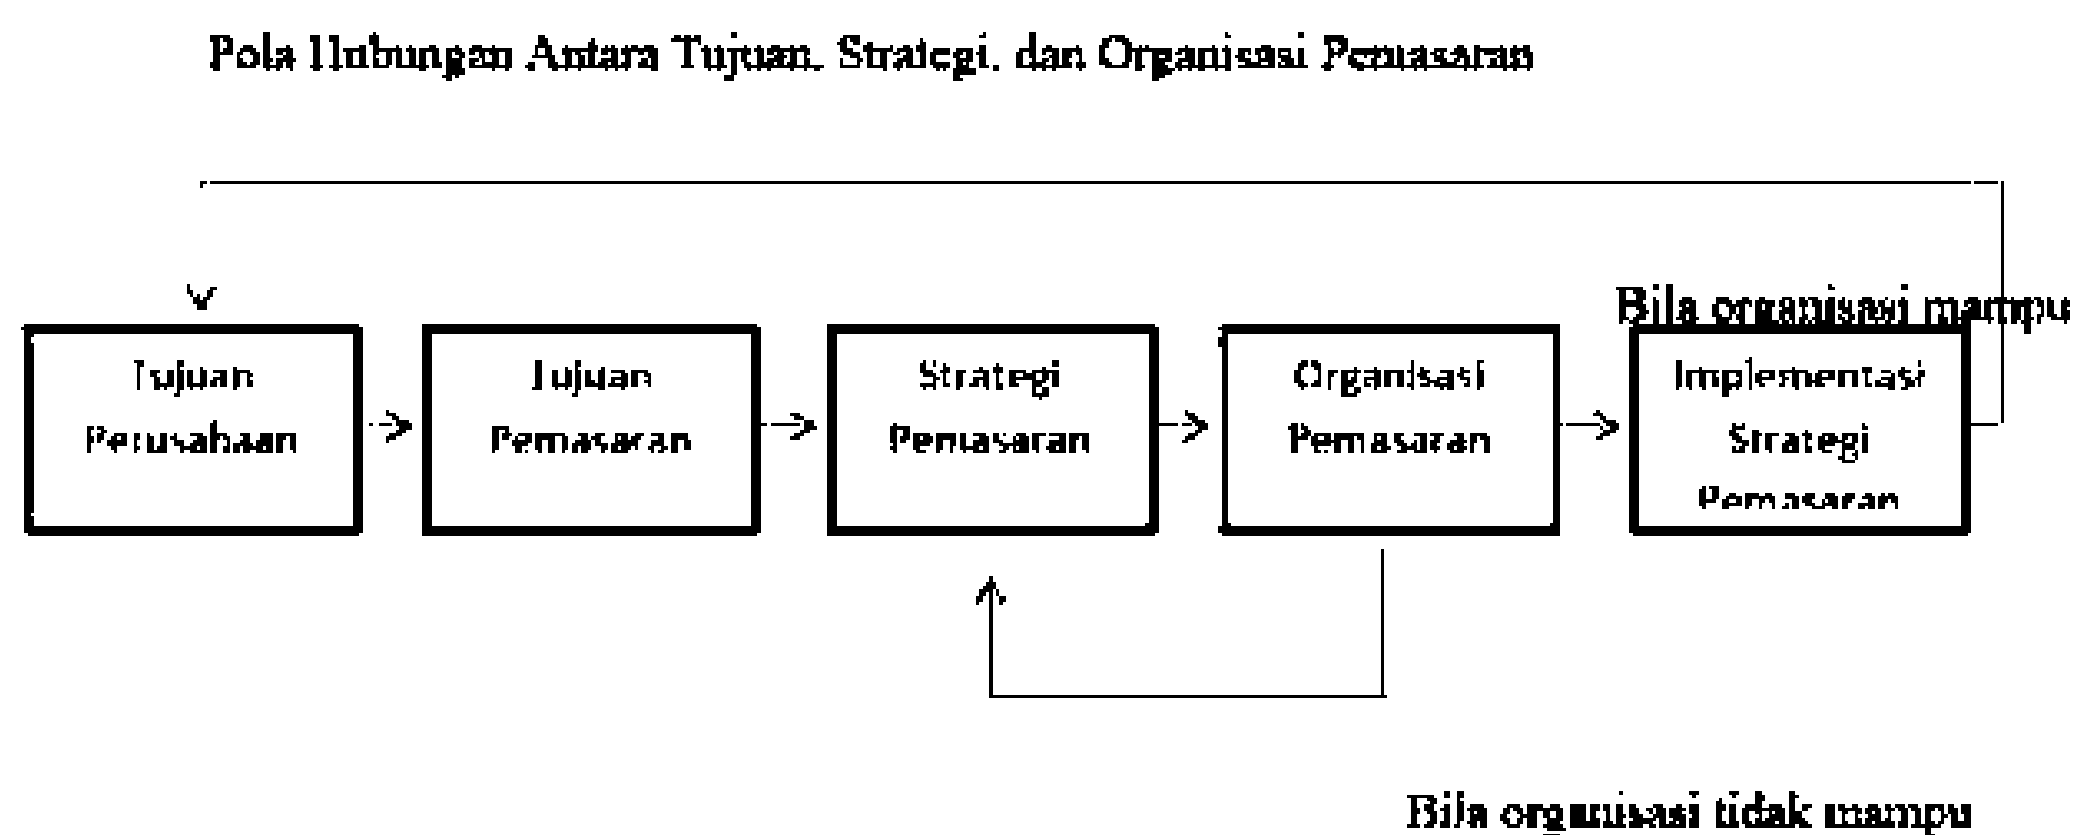 Pola Hubungan Antara Tujuan, Strategi, dan Organisasi Pemasaran
Bila organisasi mampu
Tujuan
Perusahaan
Tujuan
Pemasaran
Strategi
Pemasaran
Organisasi
Pemasaran
Implementasi
Strategi
Pemasaran
Bila organisasi tidak mampu